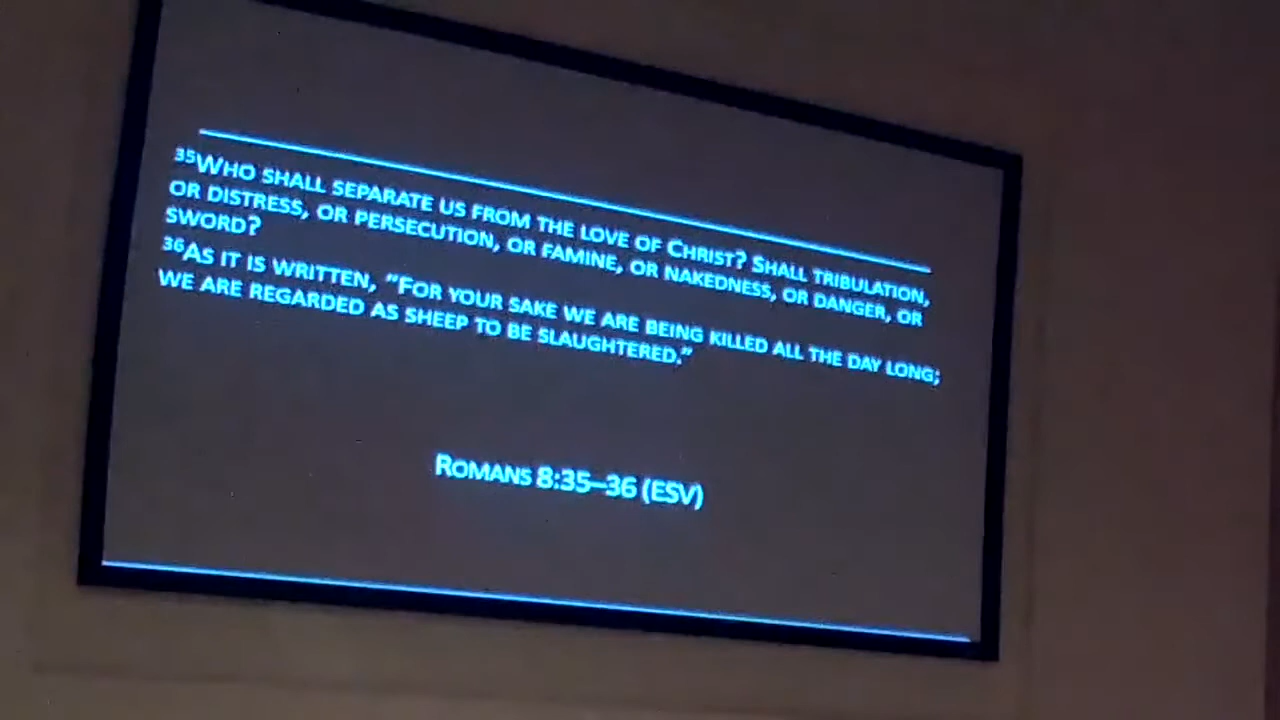 ³⁵WHO SHALL SEPARATE US FROM THE LOVE OF CHRIST? SHALL TRIBULATION,
OR DISTRESS, OR PERSECUTION, OR FAMINE, OR NAKEDNESS, OR DANGER, OR
SWORD?
³⁶AS IT IS WRITTEN, "FOR YOUR SAKE WE ARE BEING KILLED ALL THE DAY LONG;
WE ARE REGARDED AS SHEEP TO BE SLAUGHTERED."
ROMANS 8:35–36 (ESV)